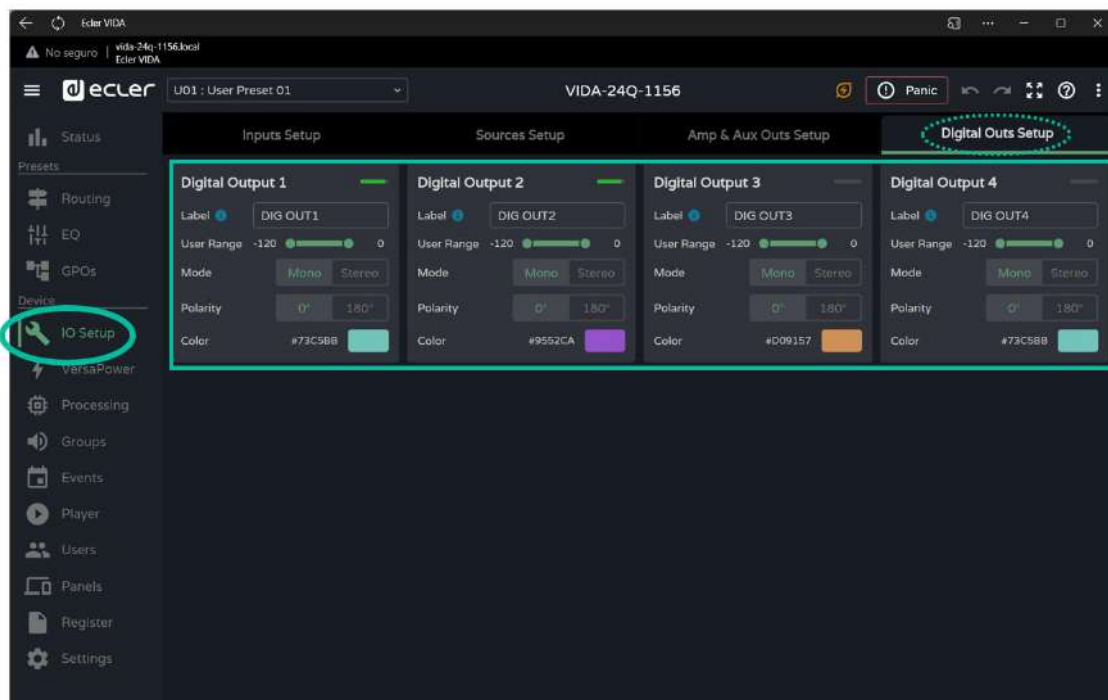 Ecler VIDA
No seguro | vida-24q-1156.local
Ecler VIDA
ecler U01 : User Preset 01 VIDA-24Q-1156 Panic
Status
Presets
Routing
EQ
GPOs
Device
IO Setup
VersaPower
Processing
Groups
Events
Player
Users
Panels
Register
Settings
Inputs Setup Sources Setup Amp & Aux Outs Setup Digital Outs Setup
Digital Output 1
Label DIG OUT1
User Range -120 0
Mode Mono Stereo
Polarity 0° 180°
Color #73C5BB
Digital Output 2
Label DIG OUT2
User Range -120 0
Mode Mono Stereo
Polarity 0° 180°
Color #9552CA
Digital Output 3
Label DIG OUT3
User Range -120 0
Mode Mono Stereo
Polarity 0° 180°
Color #D09157
Digital Output 4
Label DIG OUT4
User Range -120 0
Mode Mono Stereo
Polarity 0° 180°
Color #73C5BB